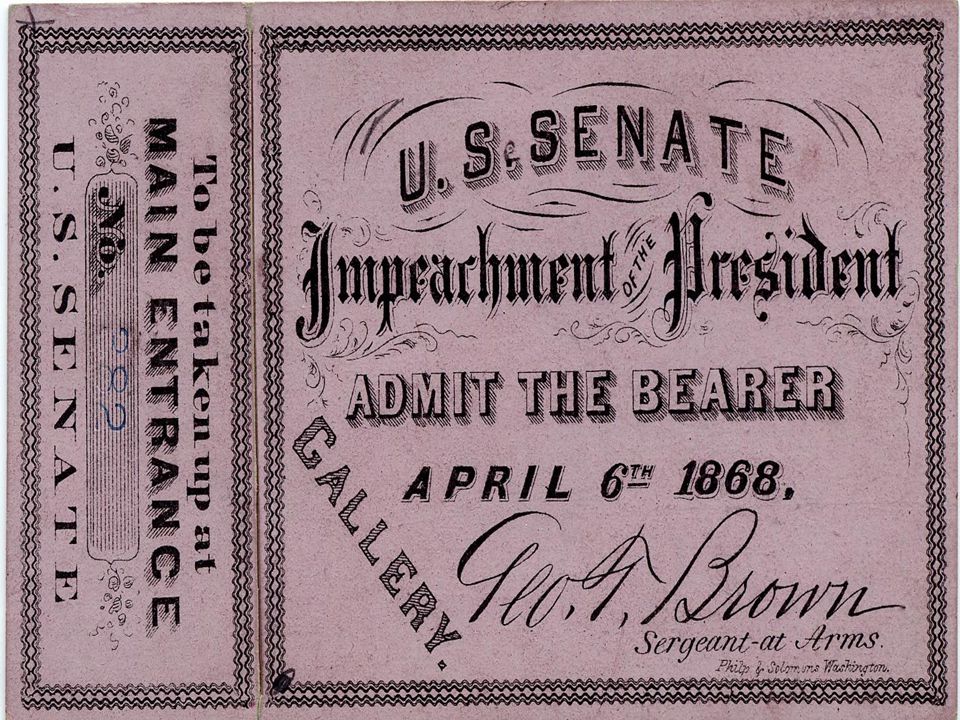 To be taken up at
MAIN ENTRANCE
No. 282
U.S. SENATE
U.S. SENATE
Impeachment OF THE President
ADMIT THE BEARER
APRIL 6TH 1868.
GALLERY.
Geo. T. Brown
Sergeant-at Arms.
Philp & Solomons Washington.